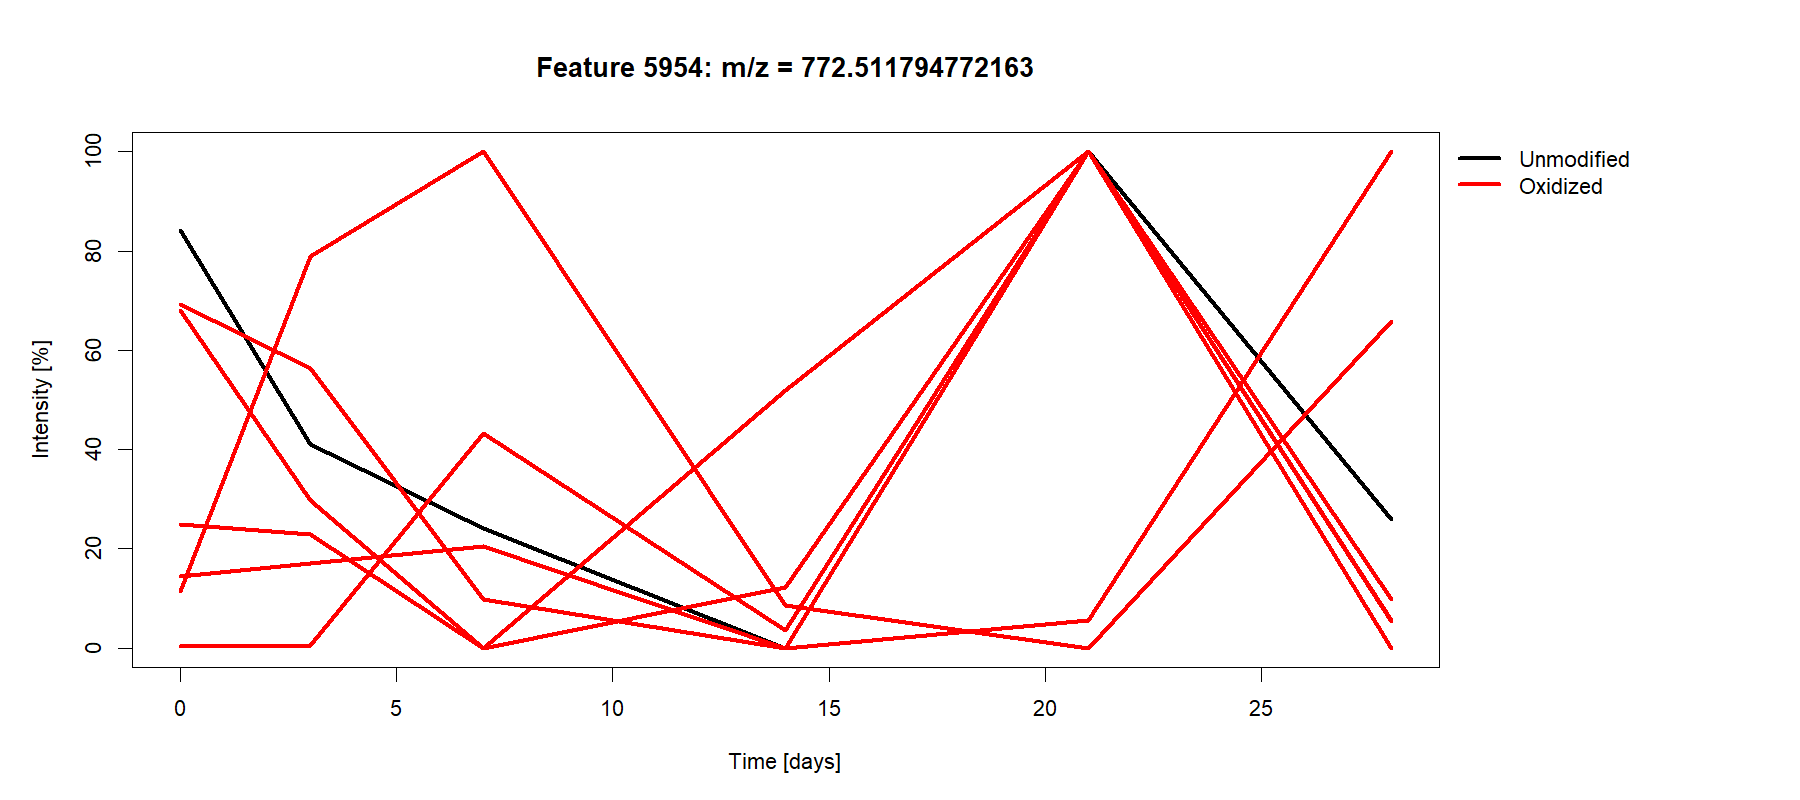 Feature 5954: m/z = 772.511794772163
Unmodified
Oxidized
Intensity [%]
100
80
60
40
20
0
0 5 10 15 20 25
Time [days]